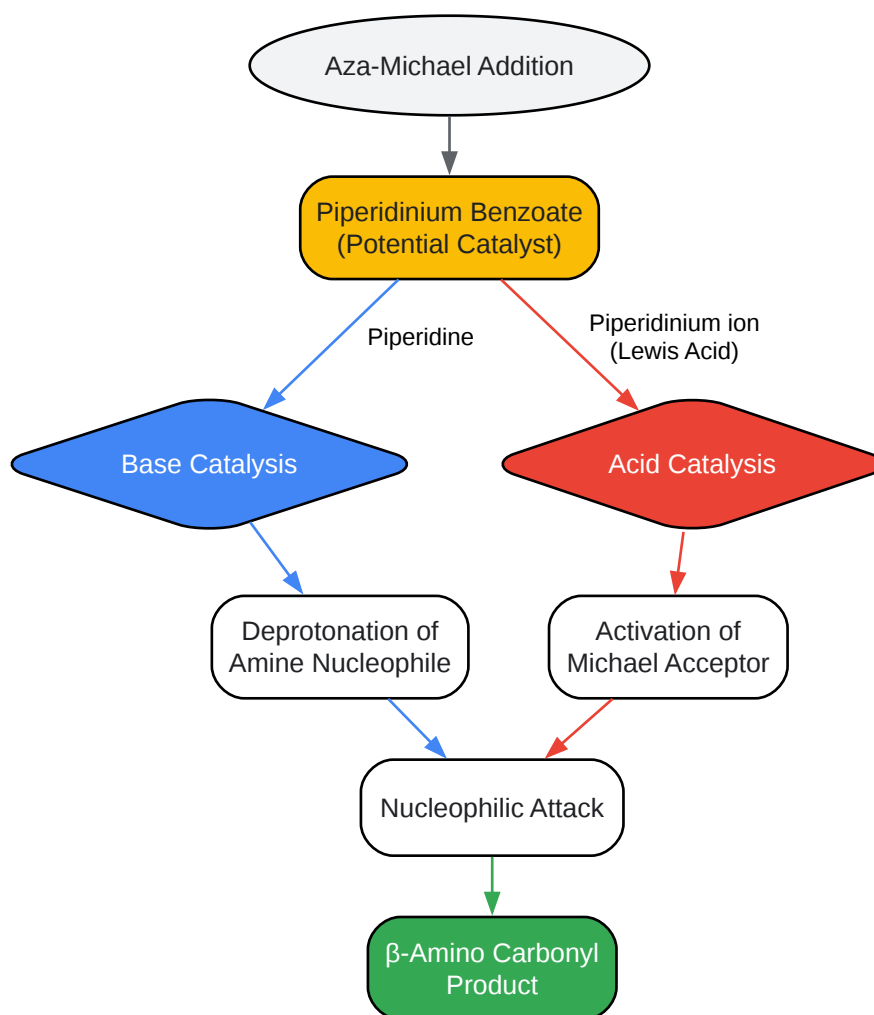 Aza-Michael Addition
Piperidinium Benzoate
(Potential Catalyst)
Piperidine
Piperidinium ion
(Lewis Acid)
Base Catalysis
Acid Catalysis
Deprotonation of
Amine Nucleophile
Activation of
Michael Acceptor
Nucleophilic Attack
β-Amino Carbonyl
Product